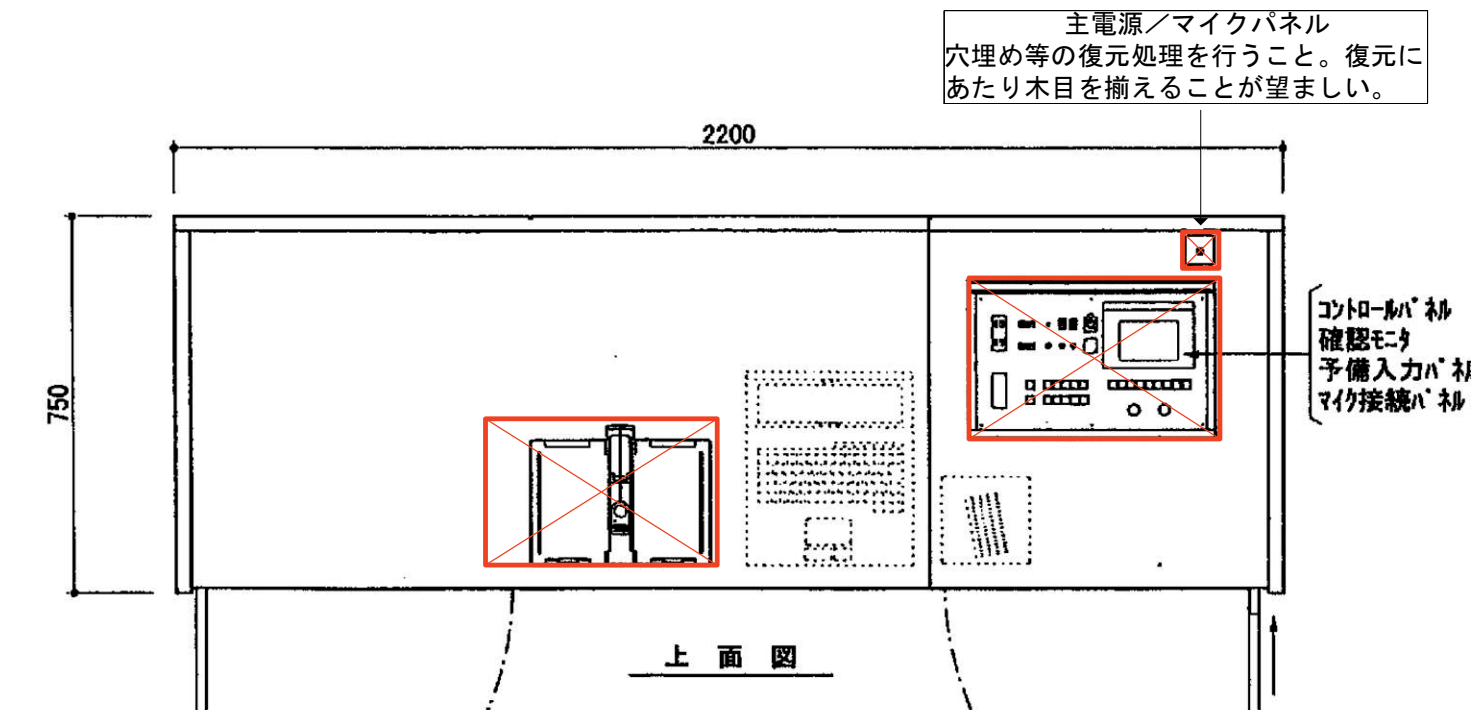 主電源／マイクパネル
穴埋め等の復元処理を行うこと。復元に
あたり木目を揃えることが望ましい。
2200
750
コントロールパネル
確認モニタ
予備入力パネル
マイク接続パネル
上面図